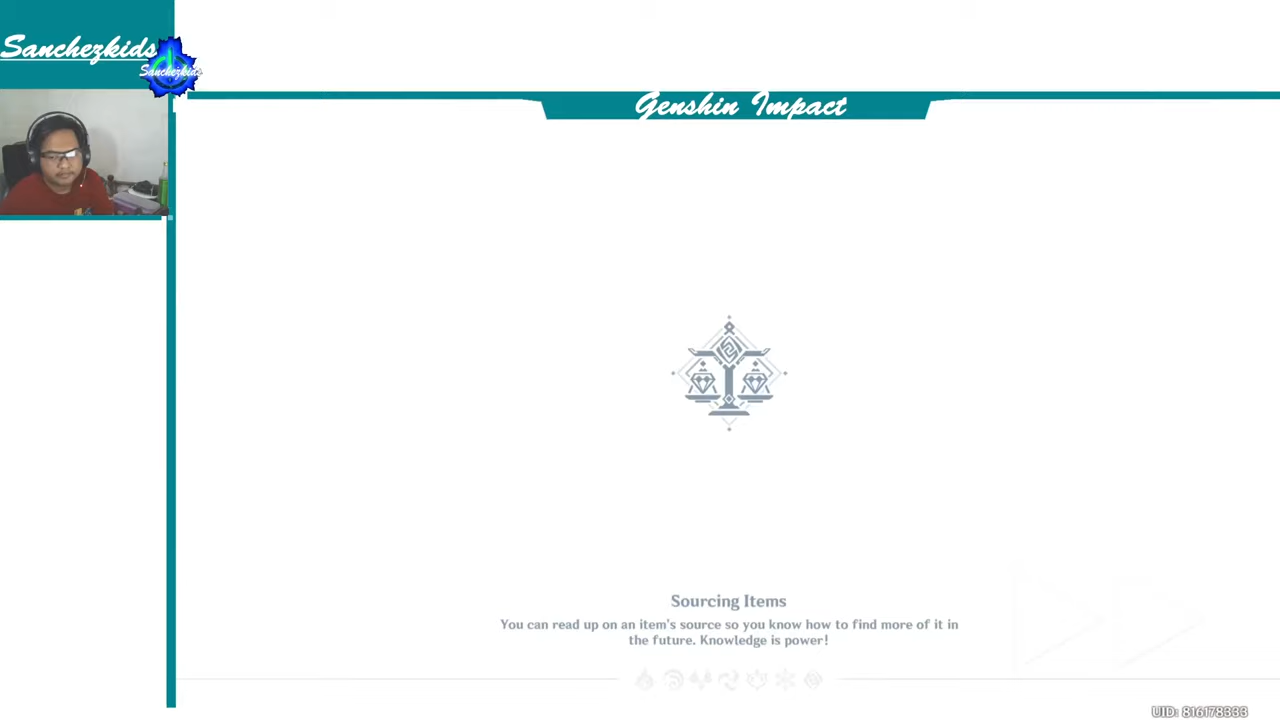 Sanchezkids
Sanchezkids
Genshin Impact
Sourcing Items
You can read up on an item's source so you know how to find more of it in
the future. Knowledge is power!
UID: 816178333